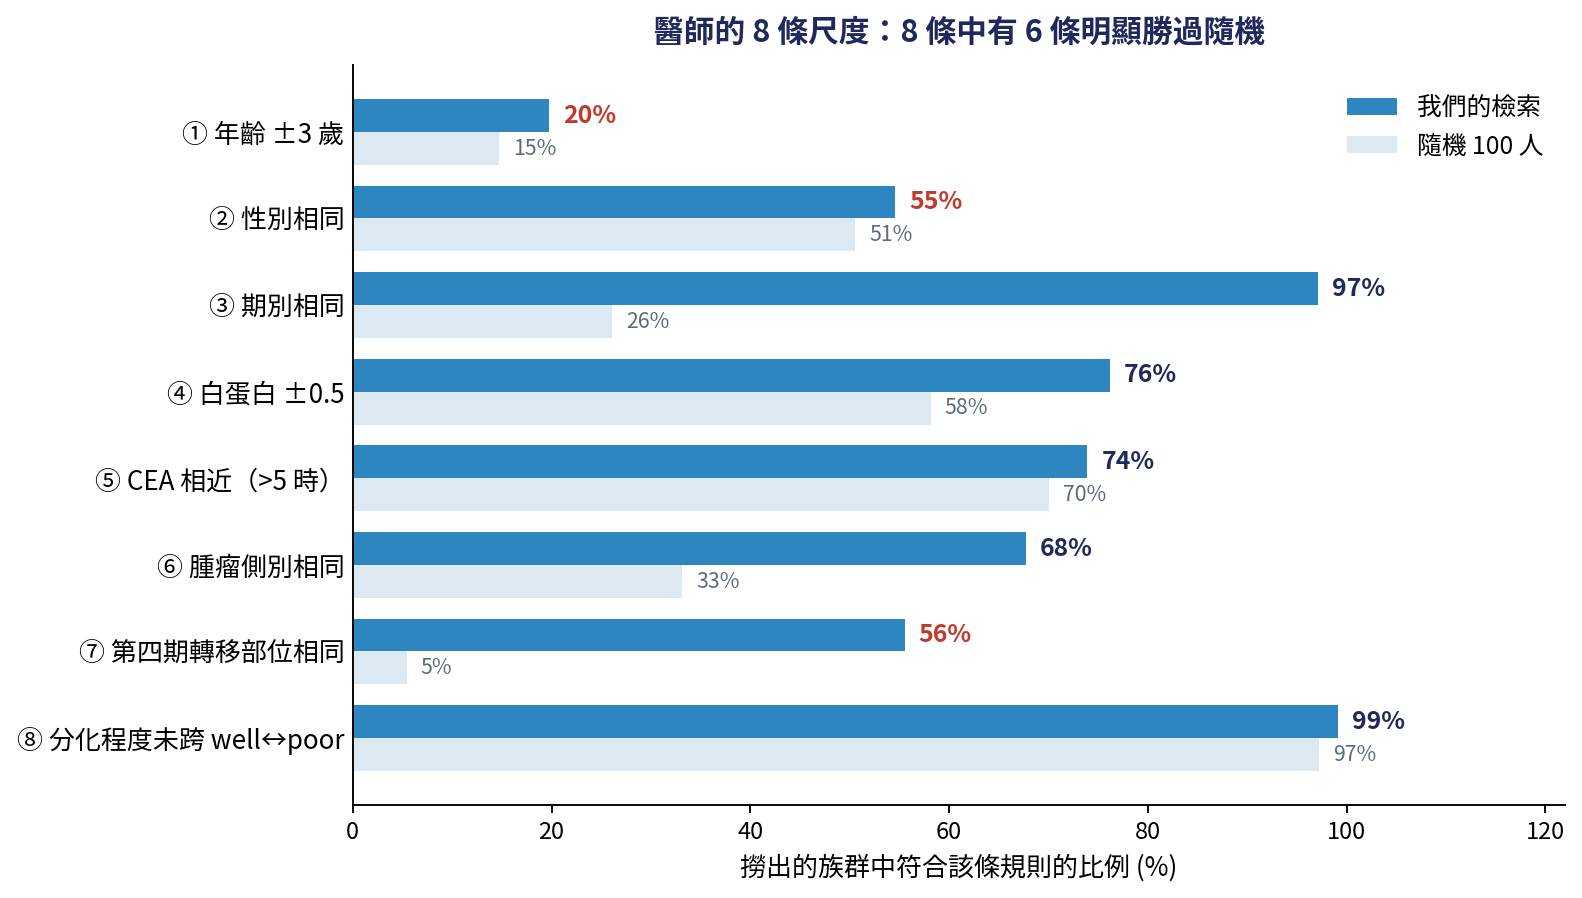 醫師的 8 條尺度：8 條中有 6 條明顯勝過隨機
我們的檢索
隨機 100 人
① 年齡 ±3 歲
20%
15%
② 性別相同
55%
51%
③ 期別相同
97%
26%
④ 白蛋白 ±0.5
76%
58%
⑤ CEA 相近（>5 時）
74%
70%
⑥ 腫瘤側別相同
68%
33%
⑦ 第四期轉移部位相同
56%
5%
⑧ 分化程度未跨 well↔poor
99%
97%
0 20 40 60 80 100 120
撈出的族群中符合該條規則的比例 (%)